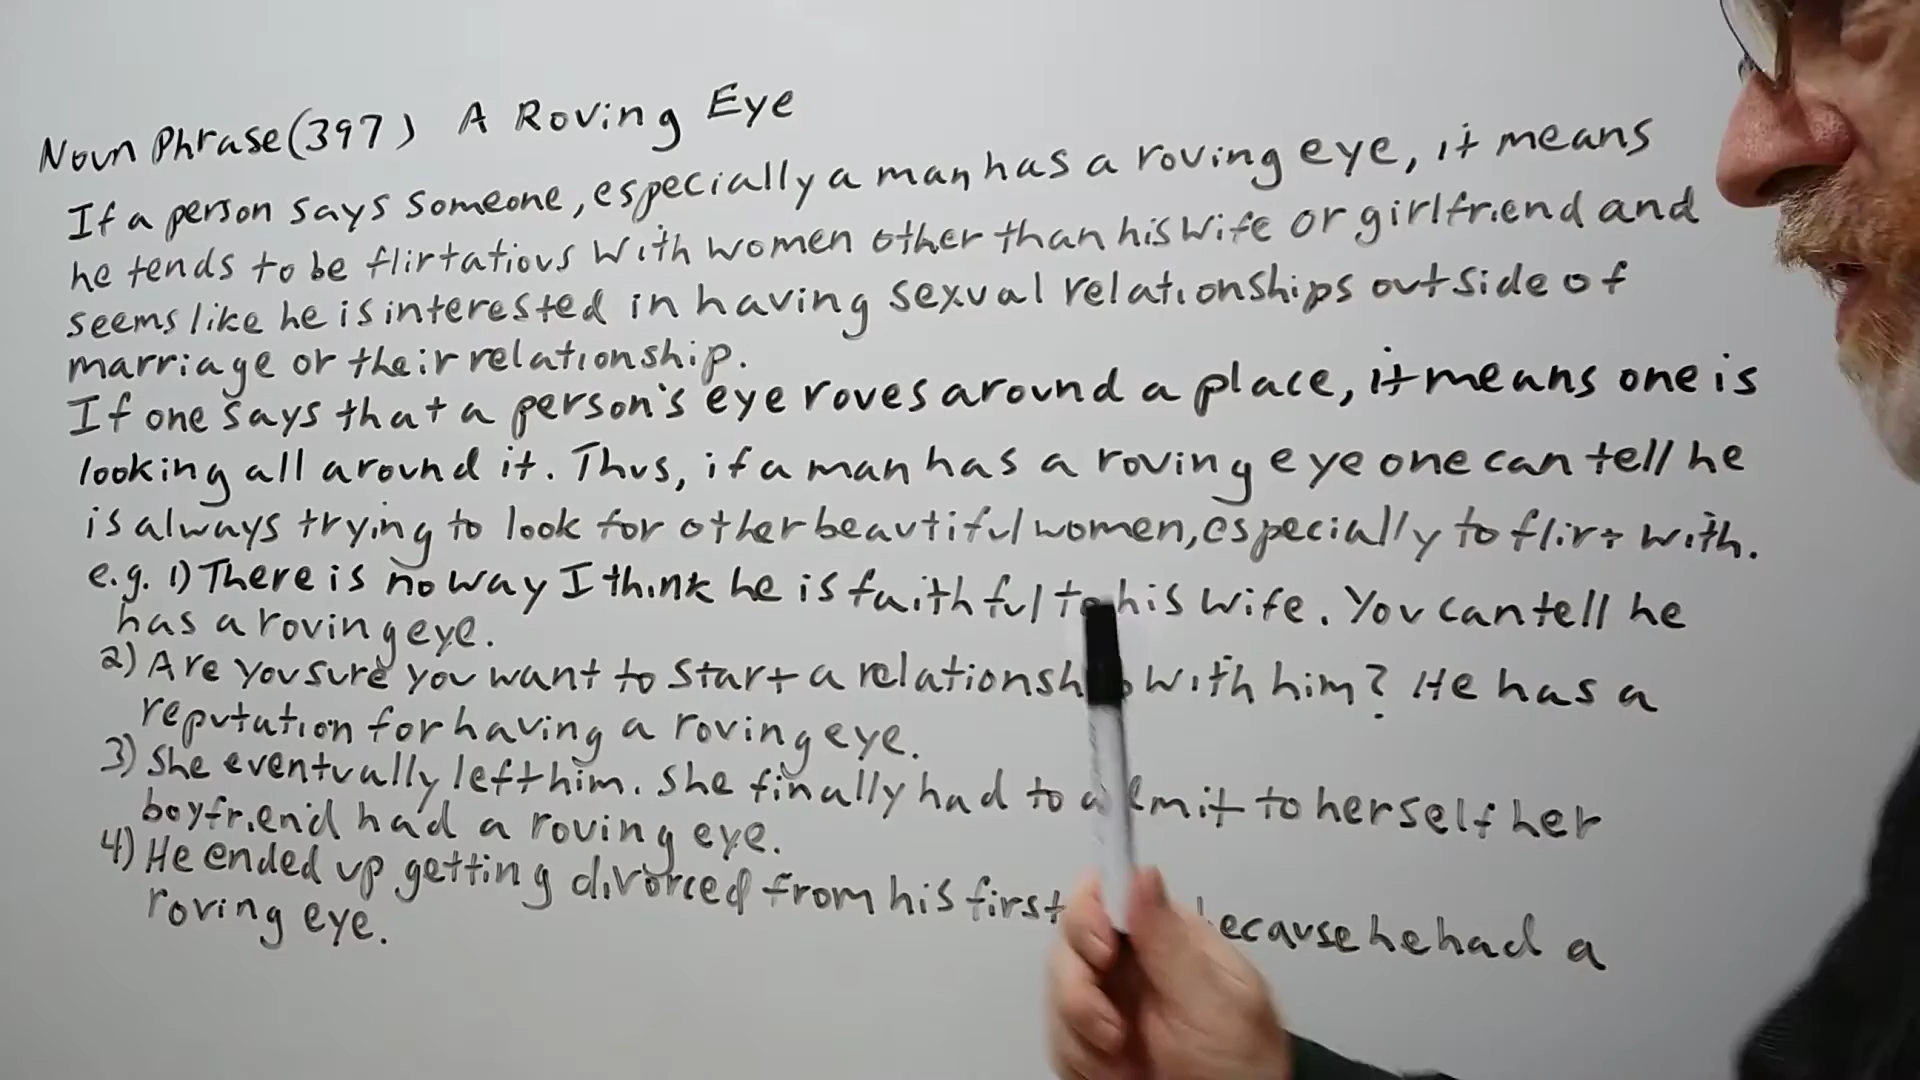 Noun Phrase (397) A Roving Eye
If a person says someone, especially a man has a roving eye, it means
he tends to be flirtatious with women other than his wife or girlfriend and
seems like he is interested in having sexual relationships outside of
marriage or their relationship.
If one says that a person's eye roves around a place, it means one is
looking all around it. Thus, if a man has a roving eye one can tell he
is always trying to look for other beautiful women, especially to flirt with.
e.g. 1) There is no way I think he is faithful to his wife. You can tell he
has a roving eye.
2) Are you sure you want to start a relationship with him? He has a
reputation for having a roving eye.
3) She eventually left him. She finally had to admit to herself her
boyfriend had a roving eye.
4) He ended up getting divorced from his first because he had a
roving eye.